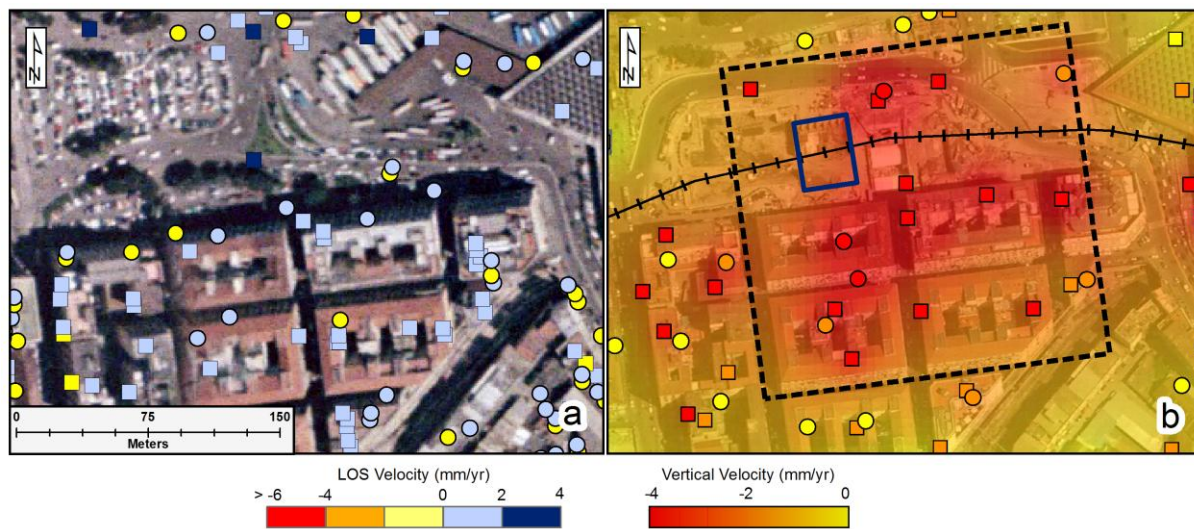 N
N
0 75 150
Meters
a
b
LOS Velocity (mm/yr)
> -6 -4 0 2 4
Vertical Velocity (mm/yr)
-4 -2 0